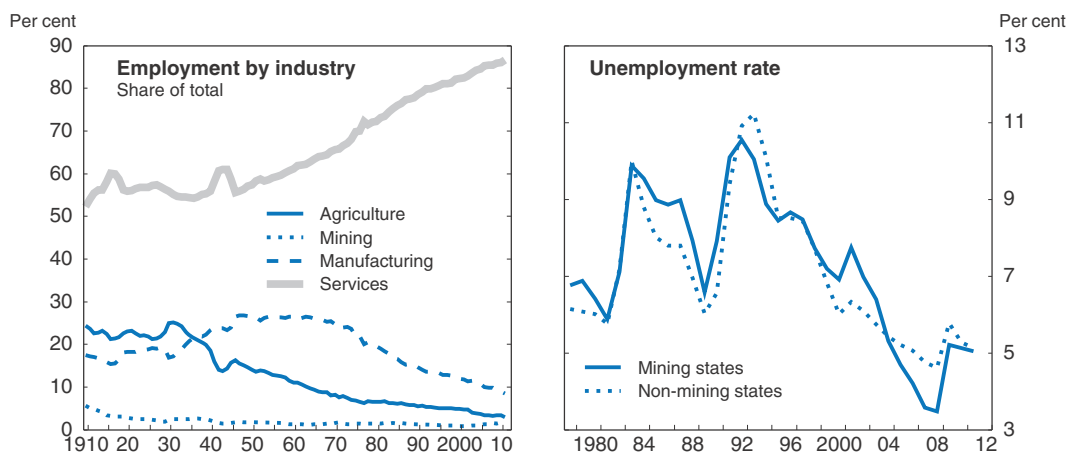 Per cent
Per cent
90
80
70
60
50
40
30
20
10
0
Employment by industry
Share of total
Agriculture
Mining
Manufacturing
Services
1910 20 30 40 50 60 70 80 90 2000 10
Unemployment rate
13
11
9
7
5
3
Mining states
Non-mining states
1980 84 88 92 96 2000 04 08 12